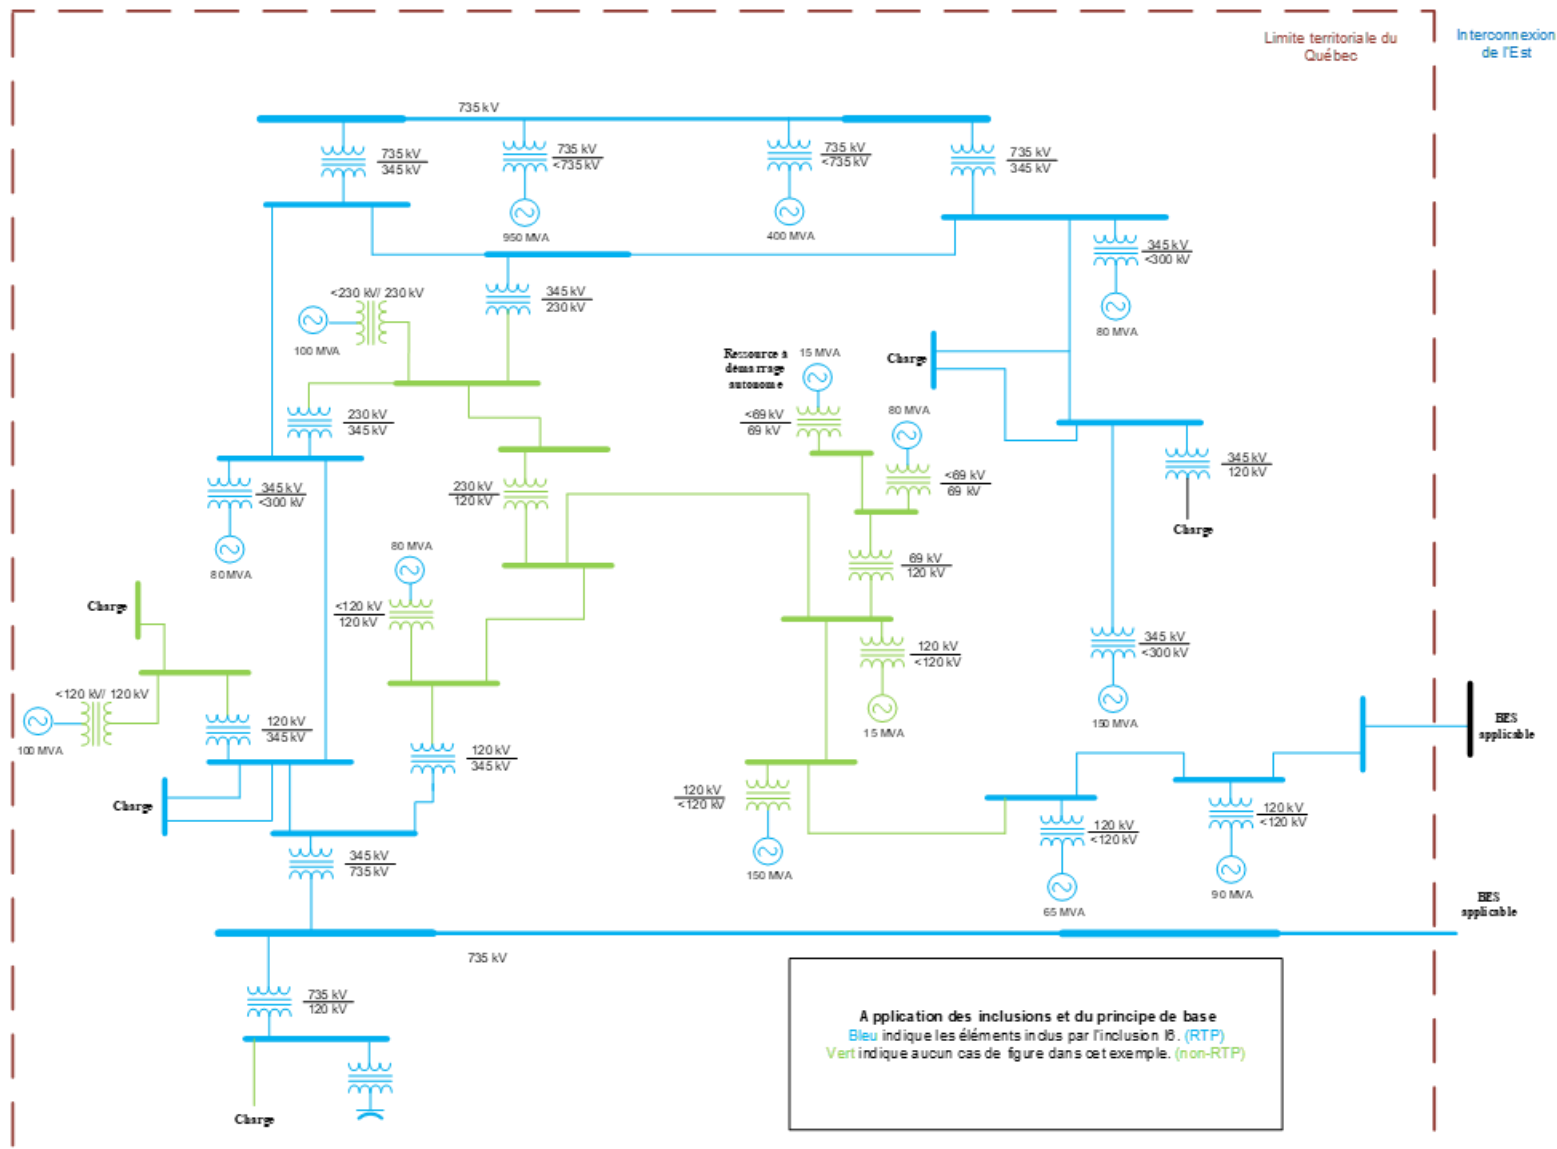 Limite territoriale du
Québec
Interconnexion
de l'Est
735 kV
735 kV
345 kV
735 kV
<735 kV
950 MVA
735 kV
<735 kV
400 MVA
735 kV
345 kV
345 kV
<300 kV
80 MVA
<230 kV/ 230 kV
100 MVA
345 kV
230 kV
230 kV
345 kV
345 kV
<300 kV
80 MVA
230 kV
120 kV
Ressource à
démarrage
autonome
15 MVA
<69 kV
69 kV
80 MVA
<69 kV
69 kV
Charge
345 kV
120 kV
Charge
69 kV
120 kV
80 MVA
<120 kV
120 kV
Charge
<120 kV/ 120 kV
100 MVA
120 kV
345 kV
120 kV
<120 kV
15 MVA
345 kV
<300 kV
150 MVA
BES
applicable
120 kV
345 kV
Charge
120 kV
<120 kV
150 MVA
120 kV
<120 kV
65 MVA
120 kV
<120 kV
90 MVA
345 kV
735 kV
BES
applicable
735 kV
735 kV
120 kV
Charge
Application des inclusions et du principe de base
Bleu indique les éléments inclus par l'inclusion I6. (RTP)
Vert indique aucun cas de figure dans cet exemple. (non-RTP)